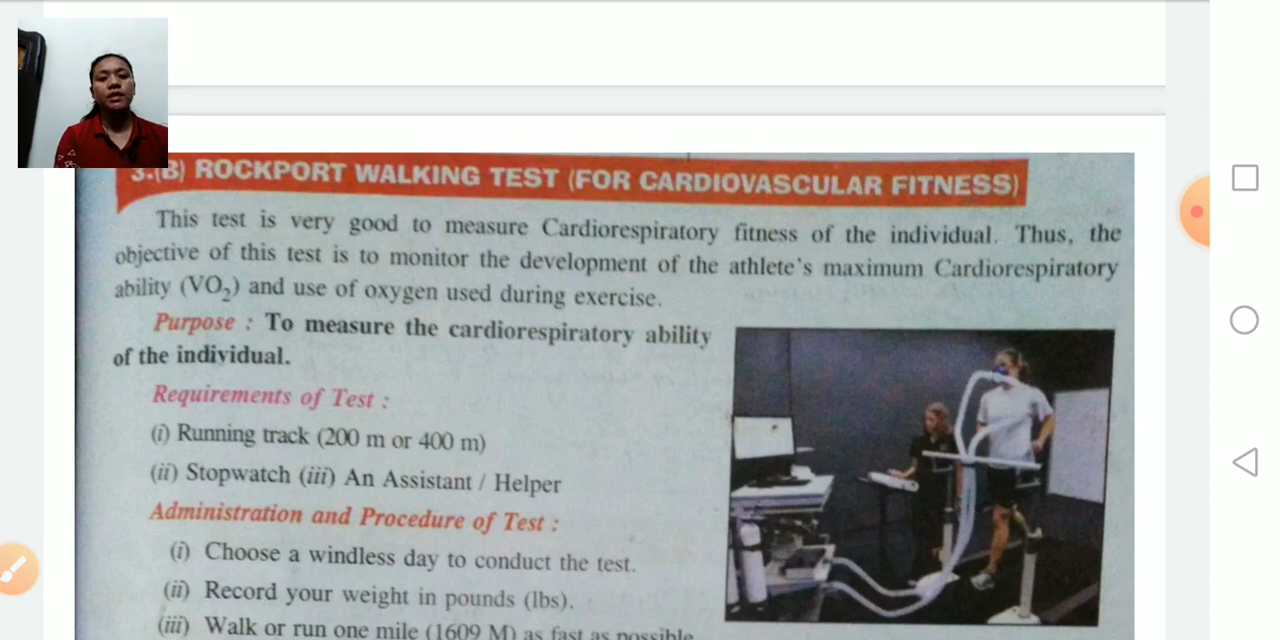 3.(B) ROCKPORT WALKING TEST (FOR CARDIOVASCULAR FITNESS)
This test is very good to measure Cardiorespiratory fitness of the individual. Thus, the
objective of this test is to monitor the development of the athlete's maximum Cardiorespiratory
ability (VO₂) and use of oxygen used during exercise.
Purpose : To measure the cardiorespiratory ability
of the individual.
Requirements of Test :
(i) Running track (200 m or 400 m)
(ii) Stopwatch (iii) An Assistant / Helper
Administration and Procedure of Test :
(i) Choose a windless day to conduct the test.
(ii) Record your weight in pounds (lbs).
(iii) Walk or run one mile (1609 M) as fast as possible